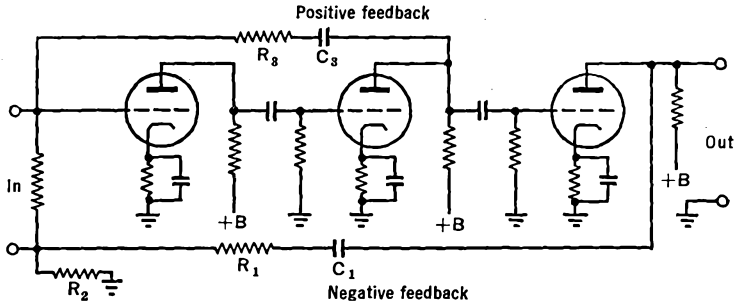 Positive feedback
R3 C3
In
+B
+B
+B
Out
R1 C1
R2
Negative feedback